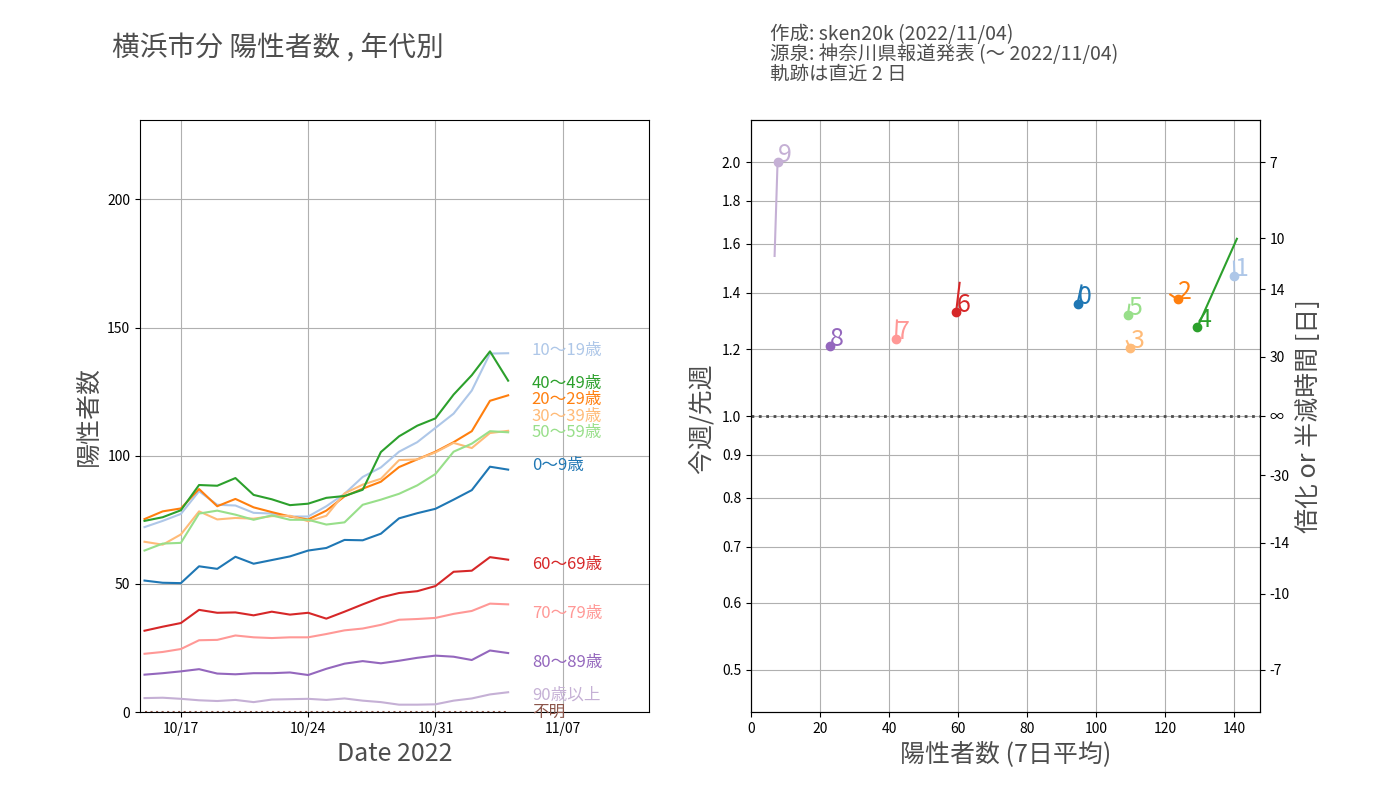 横浜市分 陽性者数 , 年代別
作成: sken20k (2022/11/04)
源泉: 神奈川県報道発表 (～ 2022/11/04)
軌跡は直近 2 日
陽性者数
200
150
100
50
0
10/17
10/24
10/31
11/07
Date 2022
10～19歳
40～49歳
20～29歳
30～39歳
50～59歳
0～9歳
60～69歳
70～79歳
80～89歳
90歳以上
不明
今週/先週
2.0
1.8
1.6
1.4
1.2
1.0
0.9
0.8
0.7
0.6
0.5
0
20
40
60
80
100
120
140
陽性者数 (7日平均)
9
8
7
6
0
5
3
2
4
1
7
10
14
30
∞
-30
-14
-10
-7
倍化 or 半減時間 [日]